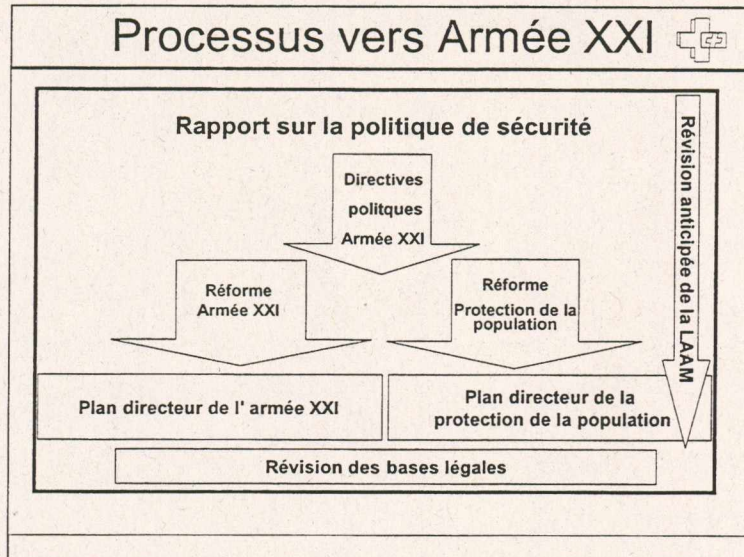 Processus vers Armée XXI
Rapport sur la politique de sécurité
Directives
politques
Armée XXI
Réforme
Armée XXI
Réforme
Protection de la
population
Plan directeur de l' armée XXI
Plan directeur de la
protection de la population
Révision des bases légales
Révision anticipée de la LAAM